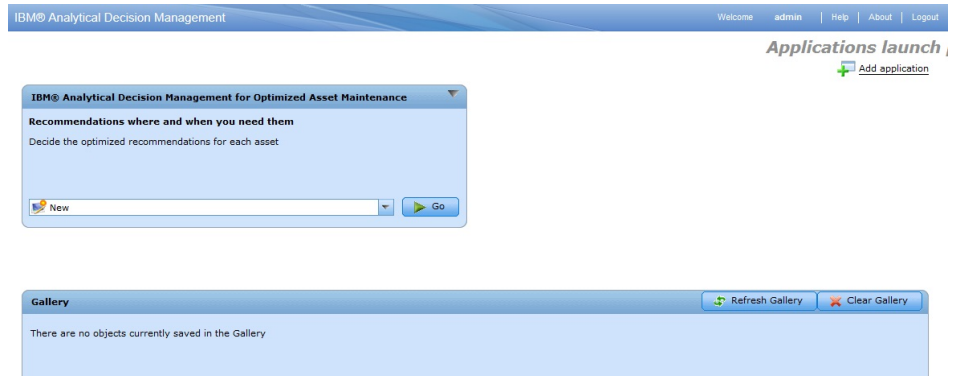 IBM® Analytical Decision Management
Welcome admin | Help | About | Logout
Applications launch
Add application
IBM® Analytical Decision Management for Optimized Asset Maintenance
Recommendations where and when you need them
Decide the optimized recommendations for each asset
New
Go
Gallery
Refresh Gallery
Clear Gallery
There are no objects currently saved in the Gallery